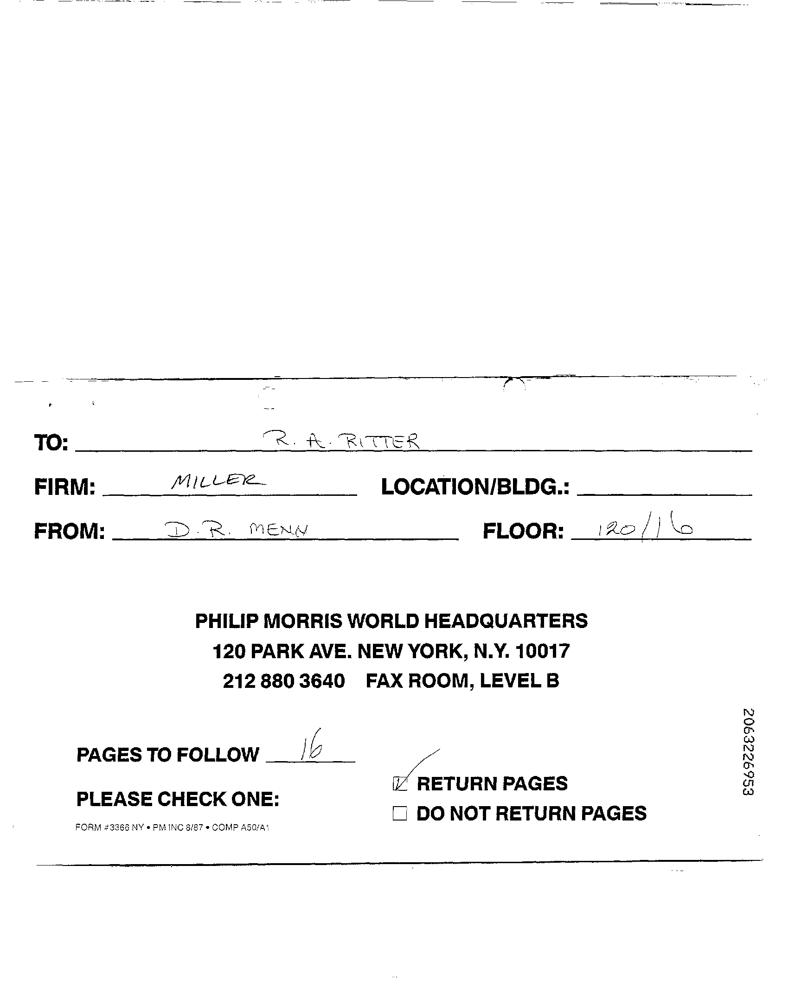 TO: R. A. RITTER
FIRM: MILLER LOCATION/BLDG.:
FROM: D. R. MENN FLOOR: 120/16
PHILIP MORRIS WORLD HEADQUARTERS
120 PARK AVE. NEW YORK, N.Y. 10017
212 880 3640 FAX ROOM, LEVEL B
PAGES TO FOLLOW 16
RETURN PAGES
PLEASE CHECK ONE:
DO NOT RETURN PAGES
FORM #3366 NY • PM INC 8/87 • COMP A50/A1
2063226953